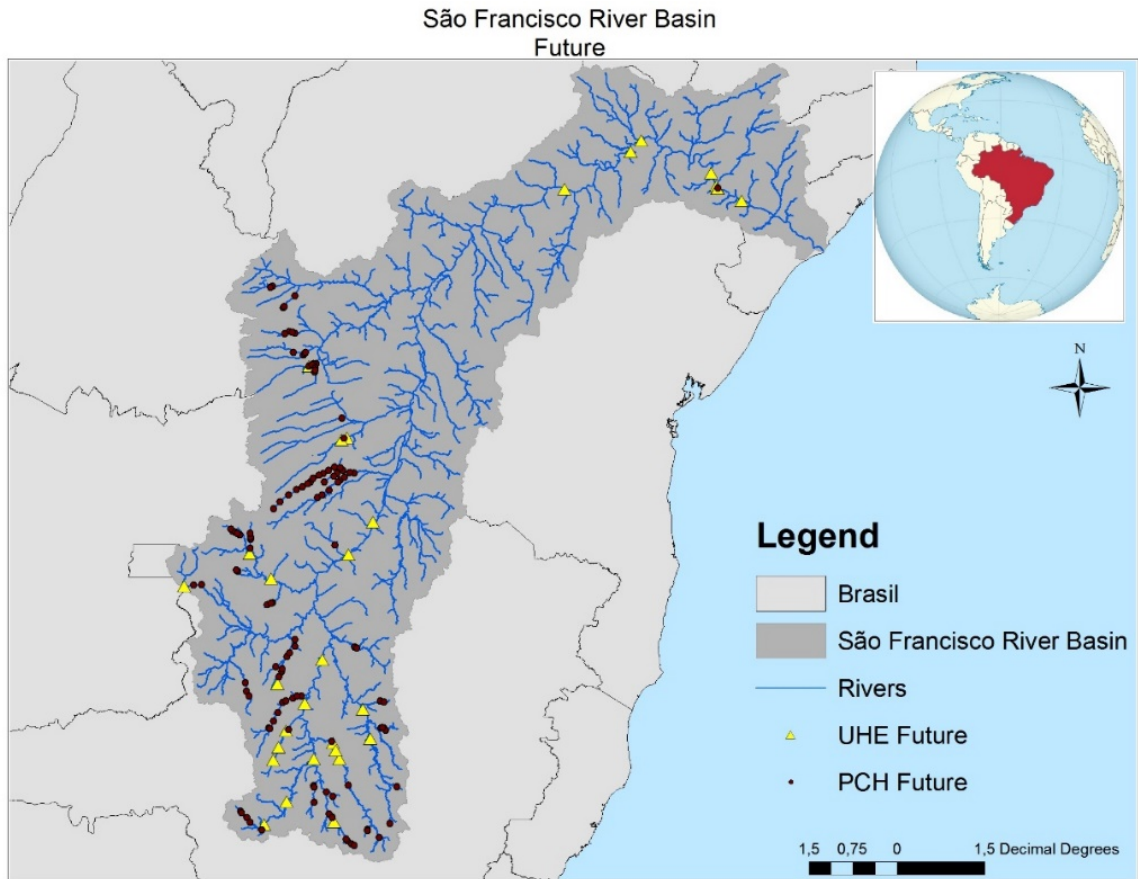 São Francisco River Basin
Future
N
Legend
Brasil
São Francisco River Basin
Rivers
UHE Future
PCH Future
1,5 0,75 0 1,5 Decimal Degrees